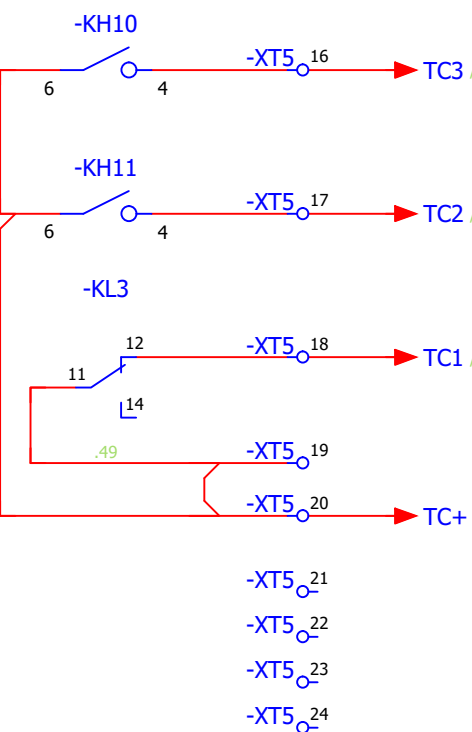 -KH10
-XT5 16
TC3
6 4
-KH11
-XT5 17
TC2
6 4
-KL3
12
-XT5 18
11
TC1
14
.49
-XT5 19
-XT5 20
TC+
-XT5 21
-XT5 22
-XT5 23
-XT5 24